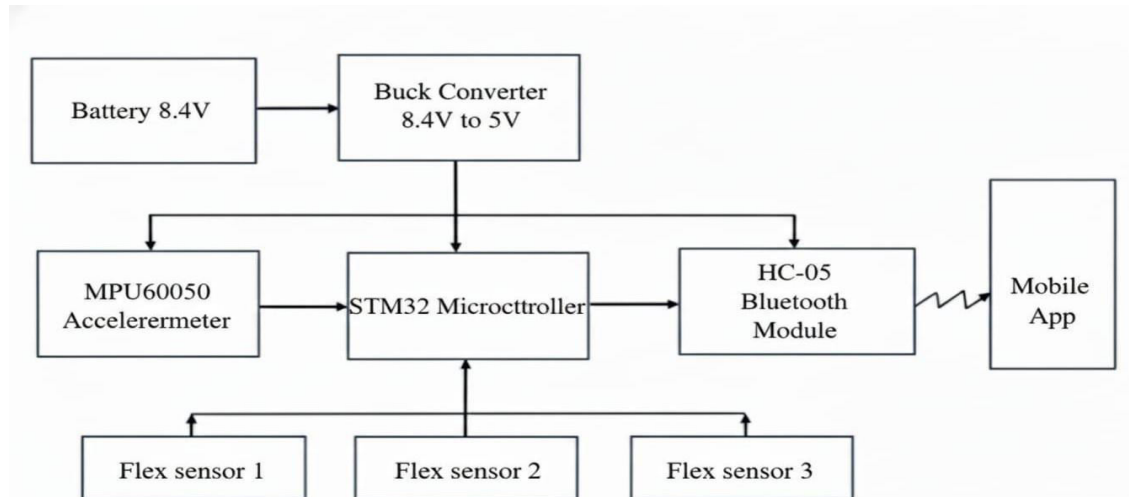 Battery 8.4V
Buck Converter
8.4V to 5V
MPU60050
Accelerermeter
STM32 Microcttroller
HC-05
Bluetooth
Module
Mobile
App
Flex sensor 1
Flex sensor 2
Flex sensor 3